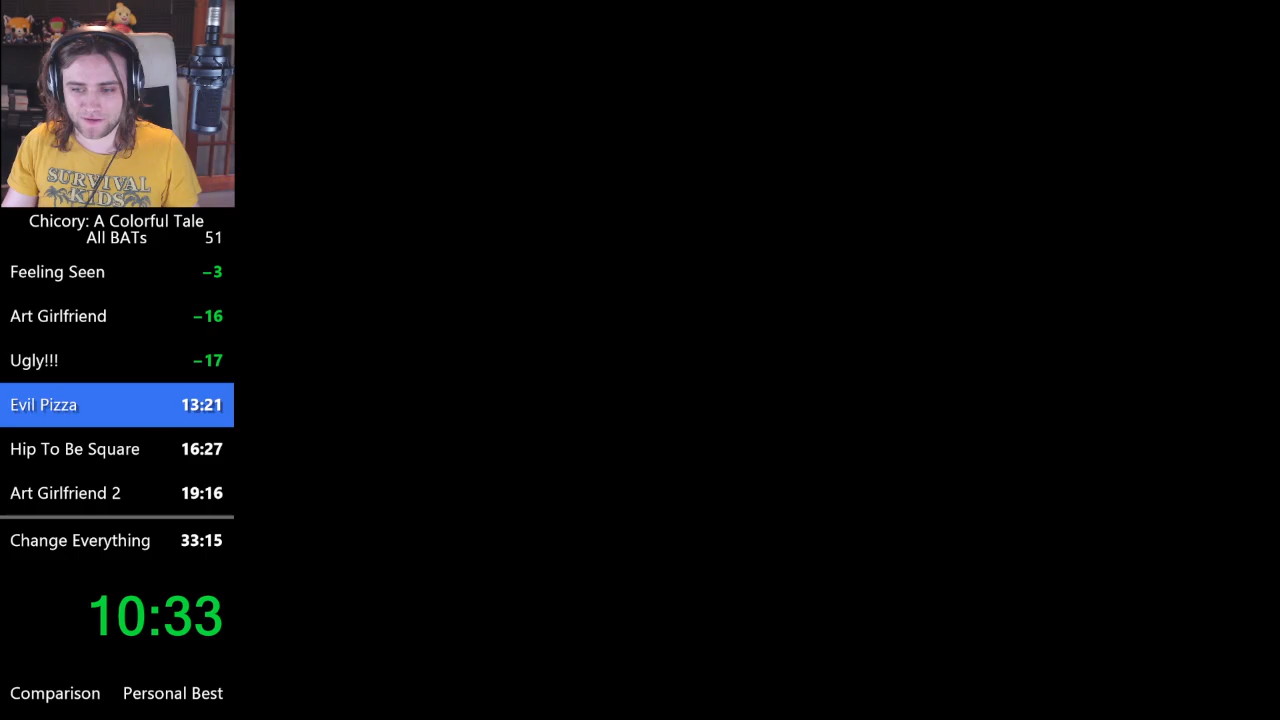 SURVIVAL
KIDS
Chicory: A Colorful Tale
All BATs 51
Feeling Seen −3
Art Girlfriend −16
Ugly!!! −17
Evil Pizza 13:21
Hip To Be Square 16:27
Art Girlfriend 2 19:16
Change Everything 33:15
10:33
Comparison Personal Best